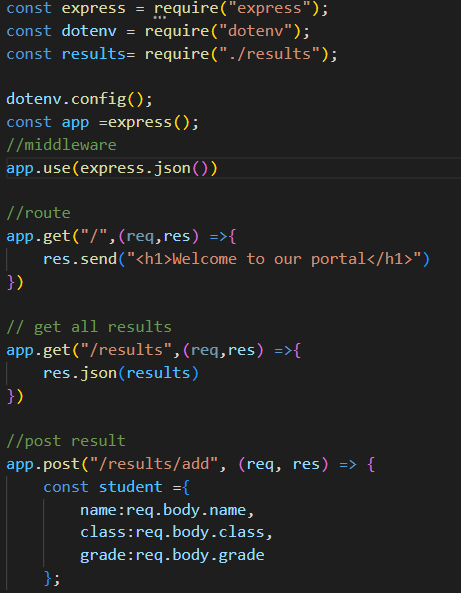 const express = require("express");
const dotenv = require("dotenv");
const results= require("./results");

dotenv.config();
const app =express();
//middleware
app.use(express.json())

//route
app.get("/",(req,res) =>{
    res.send("<h1>Welcome to our portal</h1>")
})

// get all results
app.get("/results",(req,res) =>{
    res.json(results)
})

//post result
app.post("/results/add", (req, res) => {
    const student ={
        name:req.body.name,
        class:req.body.class,
        grade:req.body.grade
    };